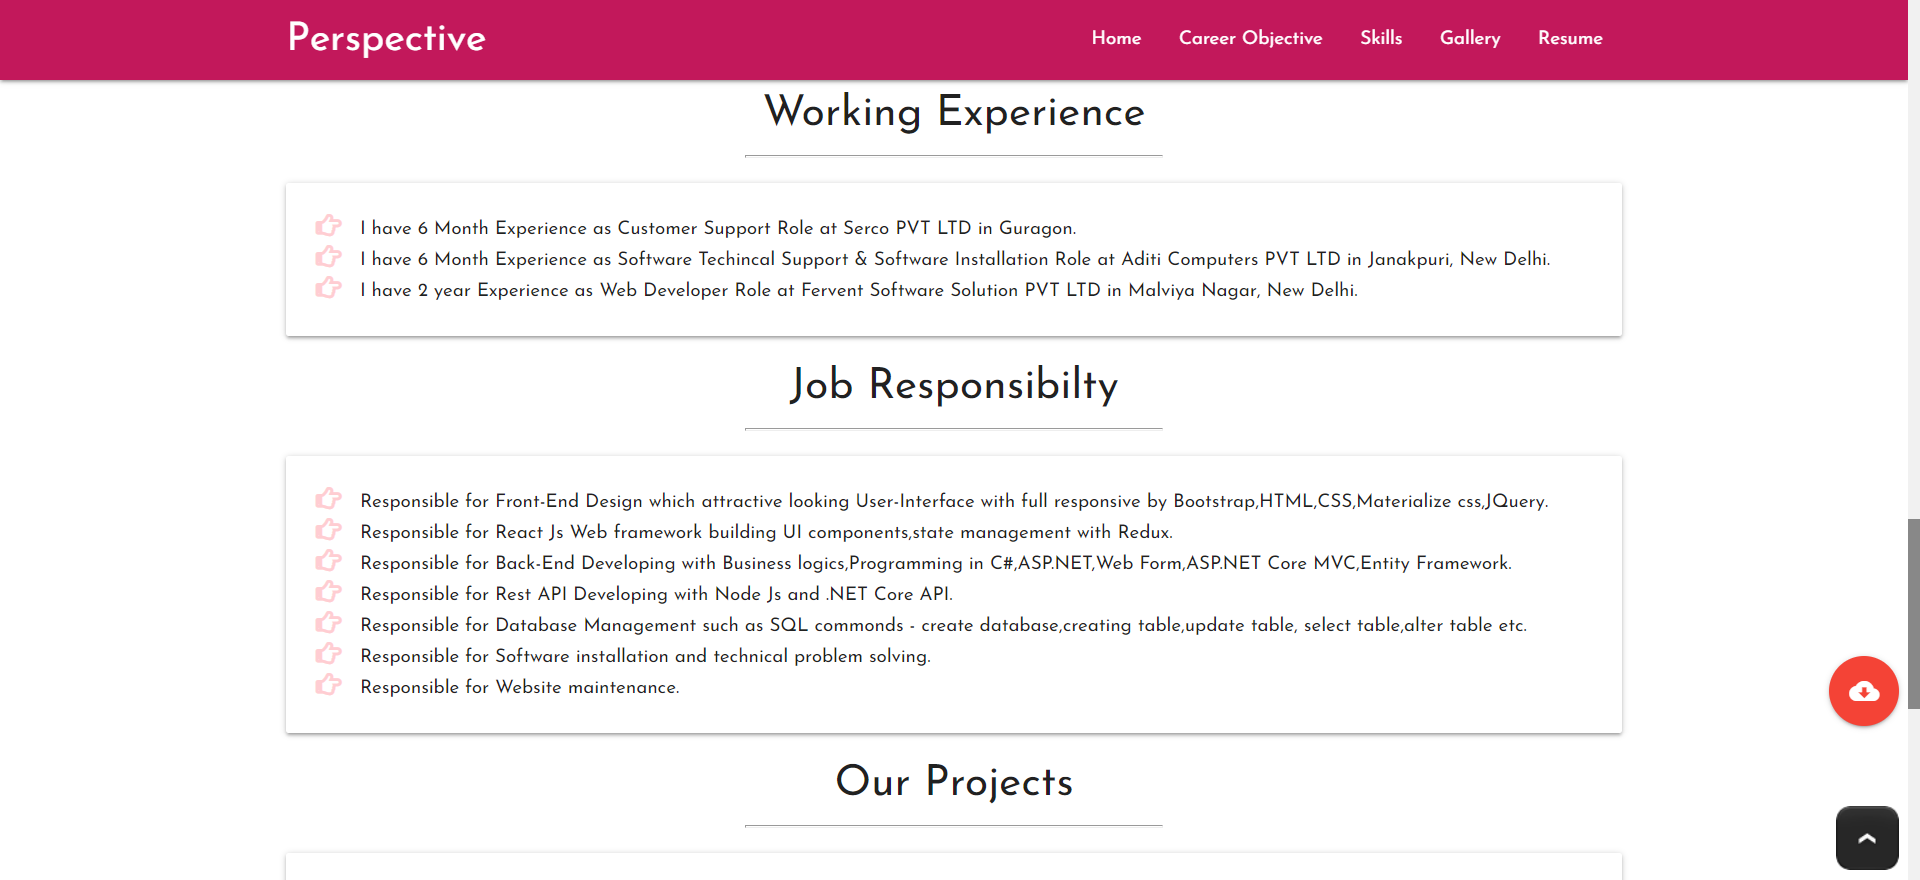 Perspective
Home Career Objective Skills Gallery Resume
Working Experience
I have 6 Month Experience as Customer Support Role at Serco PVT LTD in Guragon.
I have 6 Month Experience as Software Techincal Support & Software Installation Role at Aditi Computers PVT LTD in Janakpuri, New Delhi.
I have 2 year Experience as Web Developer Role at Fervent Software Solution PVT LTD in Malviya Nagar, New Delhi.
Job Responsibilty
Responsible for Front-End Design which attractive looking User-Interface with full responsive by Bootstrap,HTML,CSS,Materialize css,JQuery.
Responsible for React Js Web framework building UI components,state management with Redux.
Responsible for Back-End Developing with Business logics,Programming in C#,ASP.NET,Web Form,ASP.NET Core MVC,Entity Framework.
Responsible for Rest API Developing with Node Js and .NET Core API.
Responsible for Database Management such as SQL commonds - create database,creating table,update table, select table,alter table etc.
Responsible for Software installation and technical problem solving.
Responsible for Website maintenance.
Our Projects